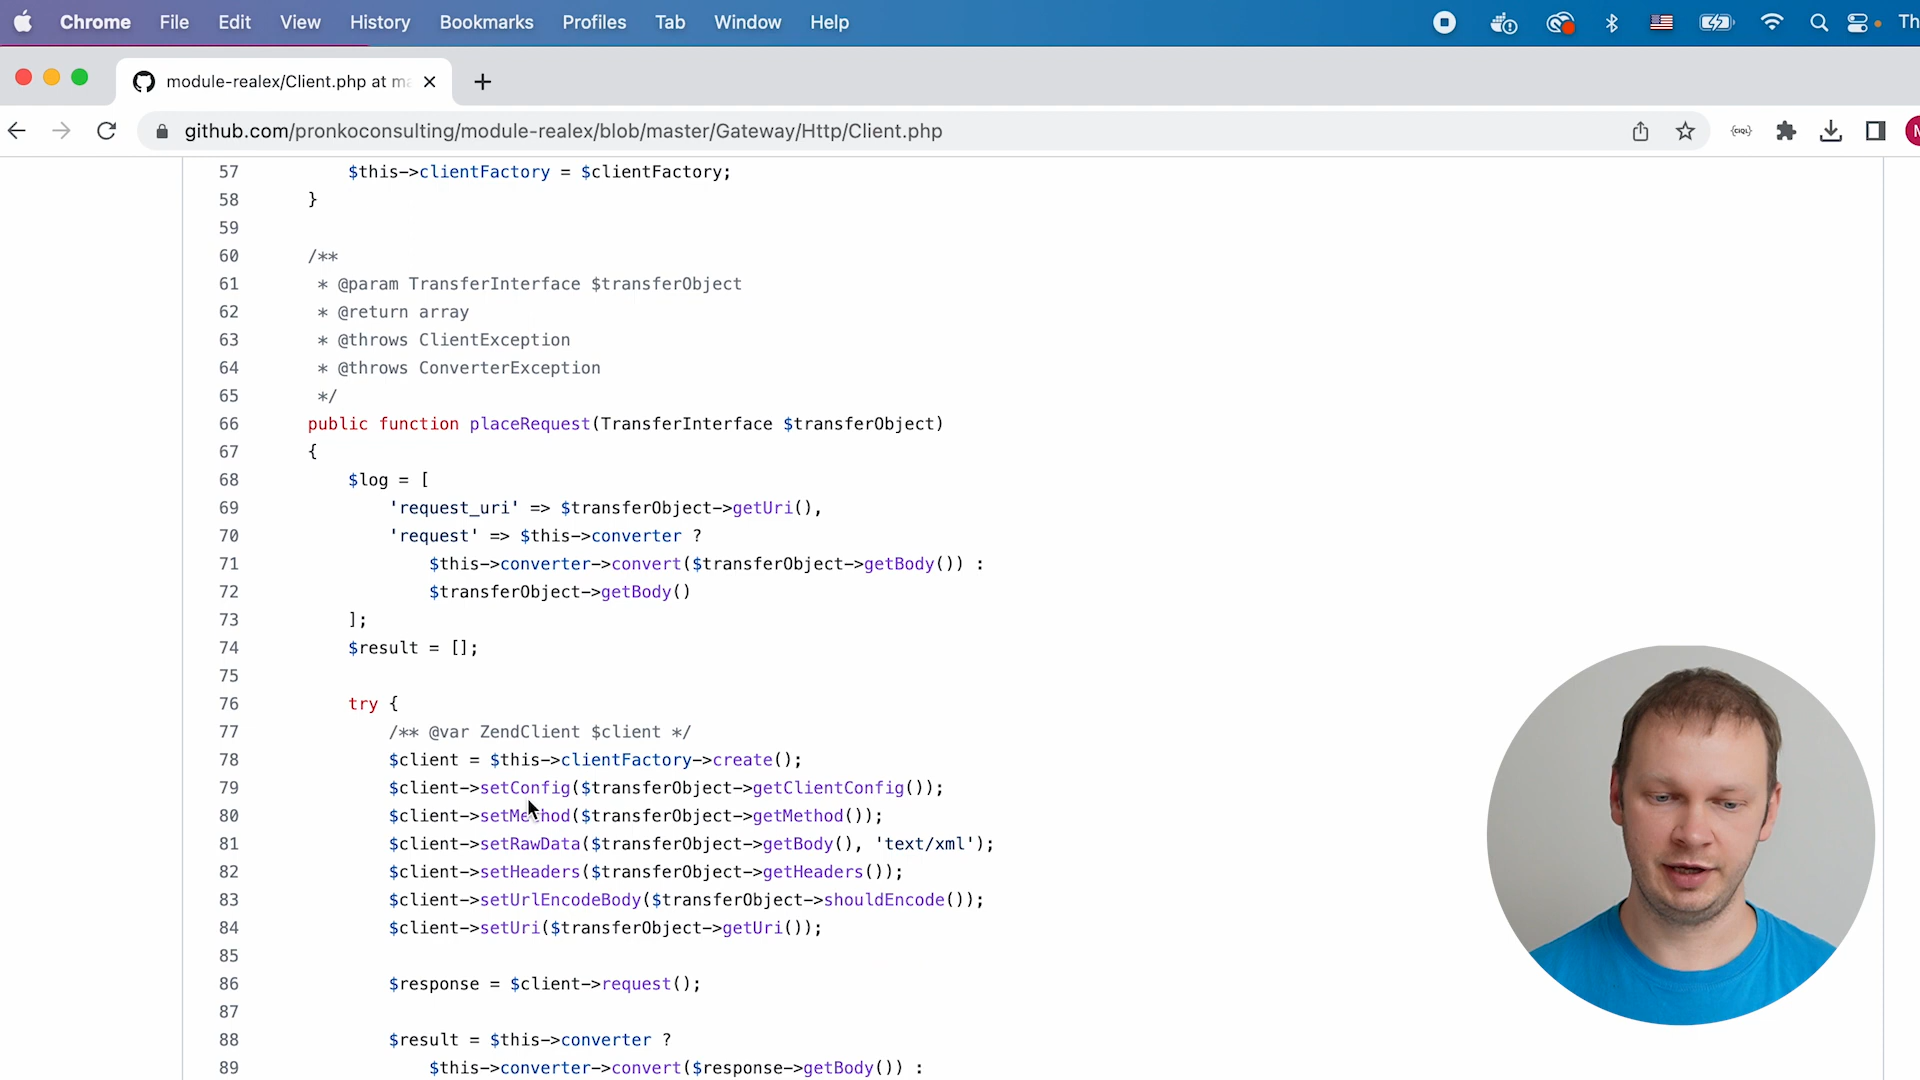 Chrome File Edit View History Bookmarks Profiles Tab Window Help Th
module-realex/Client.php at ma
github.com/pronkoconsulting/module-realex/blob/master/Gateway/Http/Client.php
57 $this->clientFactory = $clientFactory;
58 }
59
60 /**
61 * @param TransferInterface $transferObject
62 * @return array
63 * @throws ClientException
64 * @throws ConverterException
65 */
66 public function placeRequest(TransferInterface $transferObject)
67 {
68 $log = [
69 'request_uri' => $transferObject->getUri(),
70 'request' => $this->converter ?
71 $this->converter->convert($transferObject->getBody()) :
72 $transferObject->getBody()
73 ];
74 $result = [];
75
76 try {
77 /** @var ZendClient $client */
78 $client = $this->clientFactory->create();
79 $client->setConfig($transferObject->getClientConfig());
80 $client->setMethod($transferObject->getMethod());
81 $client->setRawData($transferObject->getBody(), 'text/xml');
82 $client->setHeaders($transferObject->getHeaders());
83 $client->setUrlEncodeBody($transferObject->shouldEncode());
84 $client->setUri($transferObject->getUri());
85
86 $response = $client->request();
87
88 $result = $this->converter ?
89 $this->converter->convert($response->getBody()) :